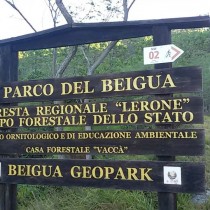 02
PARCO DEL BEIGUA
RESTA REGIONALE "LERONE"
PO FORESTALE DELLO STATO
O ORNITOLOGICO E DI EDUCAZIONE AMBIENTALE
CASA FORESTALE "VACCÀ"
BEIGUA GEOPARK